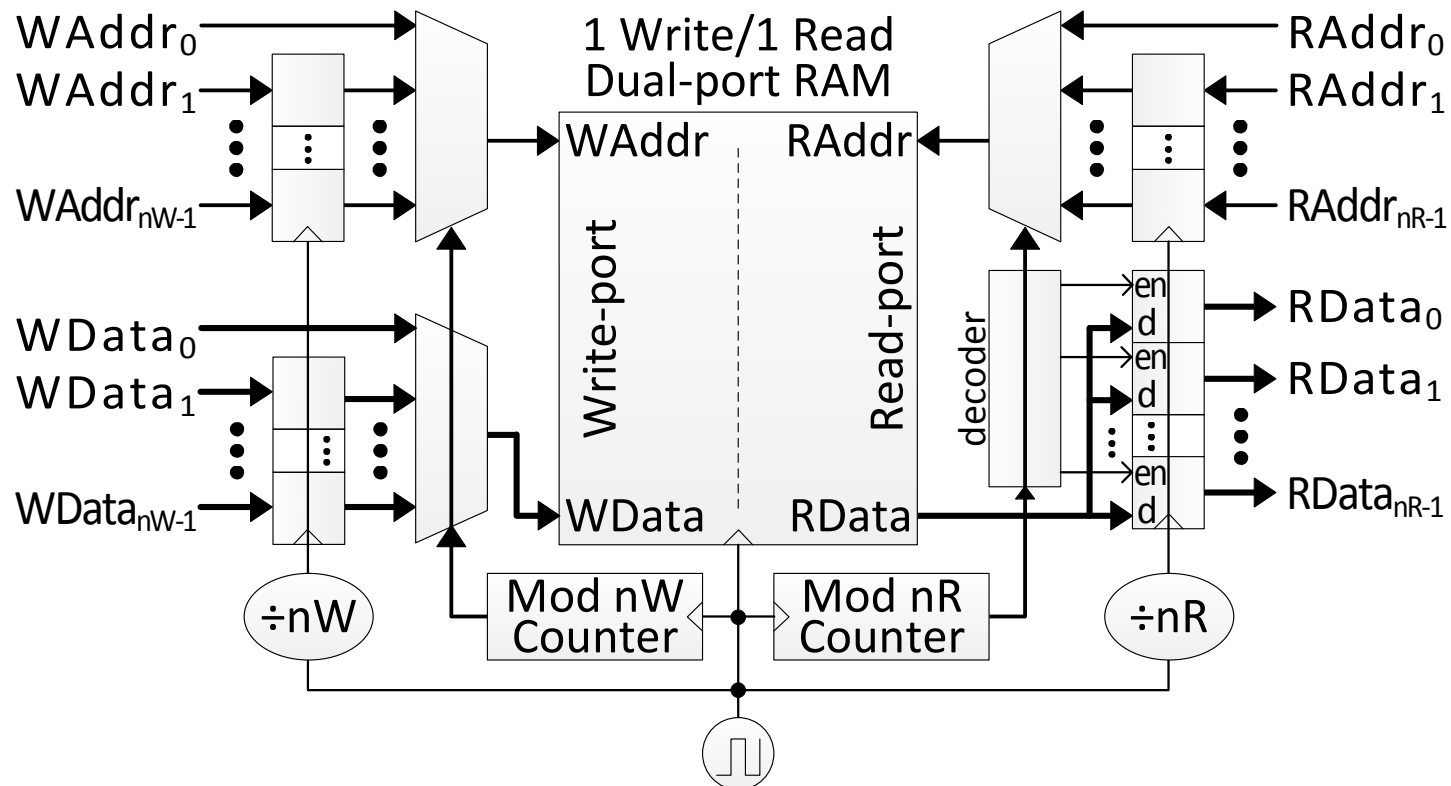 WAddr₀
WAddr₁
WAddrₙW-1
WData₀
WData₁
WDataₙW-1
1 Write/1 Read
Dual-port RAM
WAddr RAddr
Write-port
Read-port
WData RData
RAddr₀
RAddr₁
RAddrₙR-1
decoder
en
d
en
d
en
d
RData₀
RData₁
RDataₙR-1
÷nW
Mod nW
Counter
Mod nR
Counter
÷nR